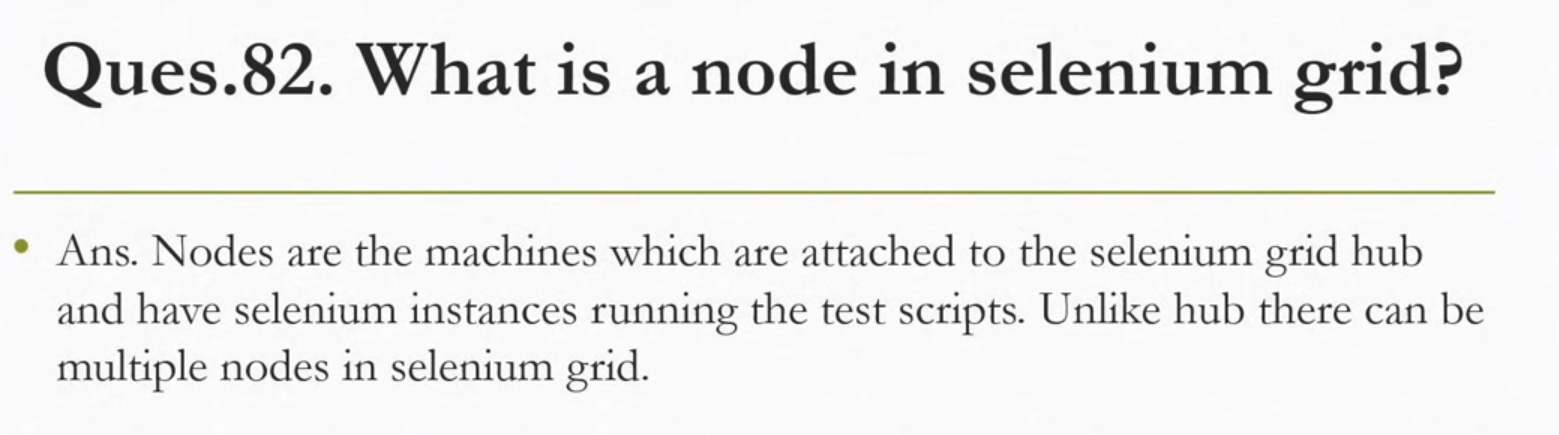 Ques.82. What is a node in selenium grid?
• Ans. Nodes are the machines which are attached to the selenium grid hub
and have selenium instances running the test scripts. Unlike hub there can be
multiple nodes in selenium grid.